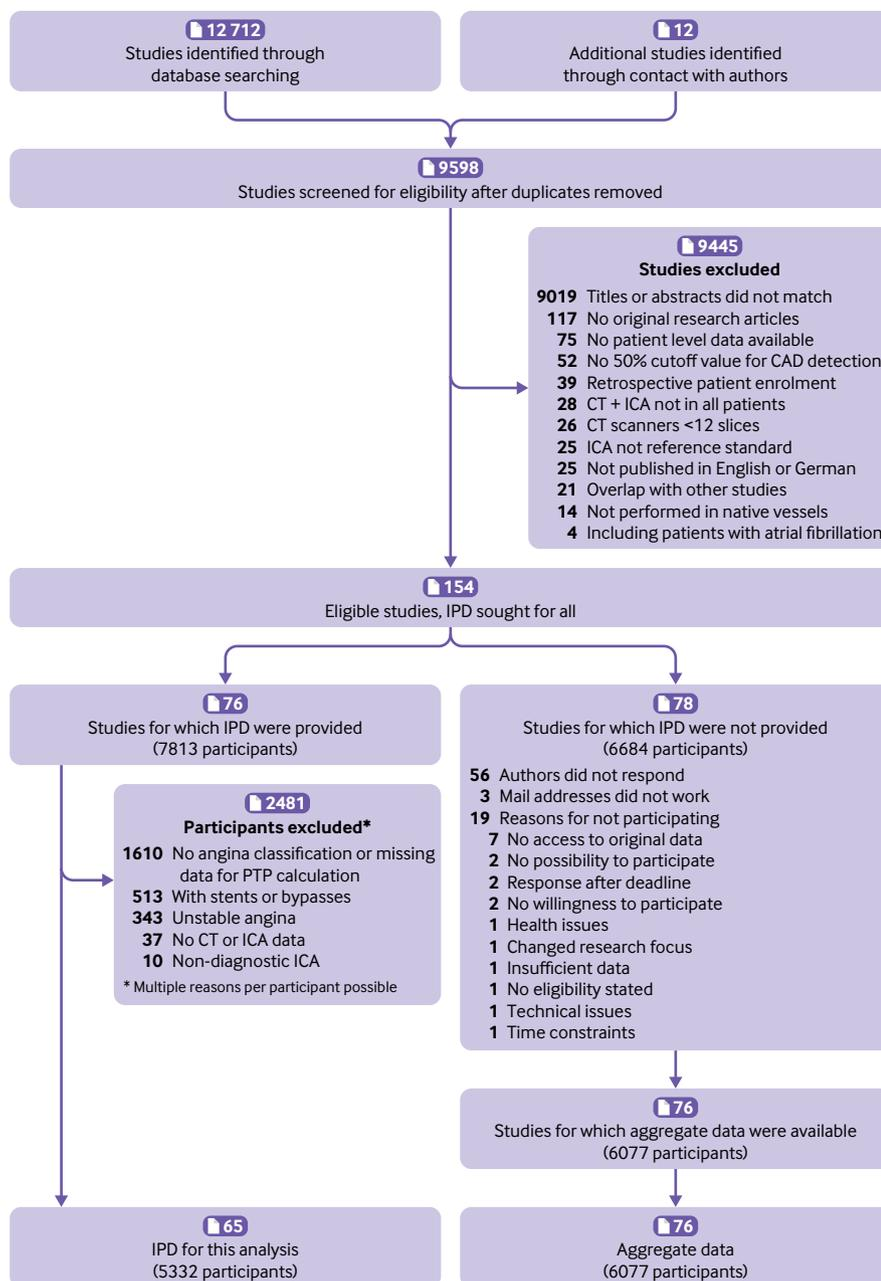 12 712
Studies identified through
database searching
12
Additional studies identified
through contact with authors
9598
Studies screened for eligibility after duplicates removed
9445
Studies excluded
9019 Titles or abstracts did not match
117 No original research articles
75 No patient level data available
52 No 50% cutoff value for CAD detection
39 Retrospective patient enrolment
28 CT + ICA not in all patients
26 CT scanners <12 slices
25 ICA not reference standard
25 Not published in English or German
21 Overlap with other studies
14 Not performed in native vessels
4 Including patients with atrial fibrillation
154
Eligible studies, IPD sought for all
76
Studies for which IPD were provided
(7813 participants)
2481
Participants excluded*
1610 No angina classification or missing
data for PTP calculation
513 With stents or bypasses
343 Unstable angina
37 No CT or ICA data
10 Non-diagnostic ICA
* Multiple reasons per participant possible
78
Studies for which IPD were not provided
(6684 participants)
56 Authors did not respond
3 Mail addresses did not work
19 Reasons for not participating
7 No access to original data
2 No possibility to participate
2 Response after deadline
2 No willingness to participate
1 Health issues
1 Changed research focus
1 Insufficient data
1 No eligibility stated
1 Technical issues
1 Time constraints
76
Studies for which aggregate data were available
(6077 participants)
65
IPD for this analysis
(5332 participants)
76
Aggregate data
(6077 participants)